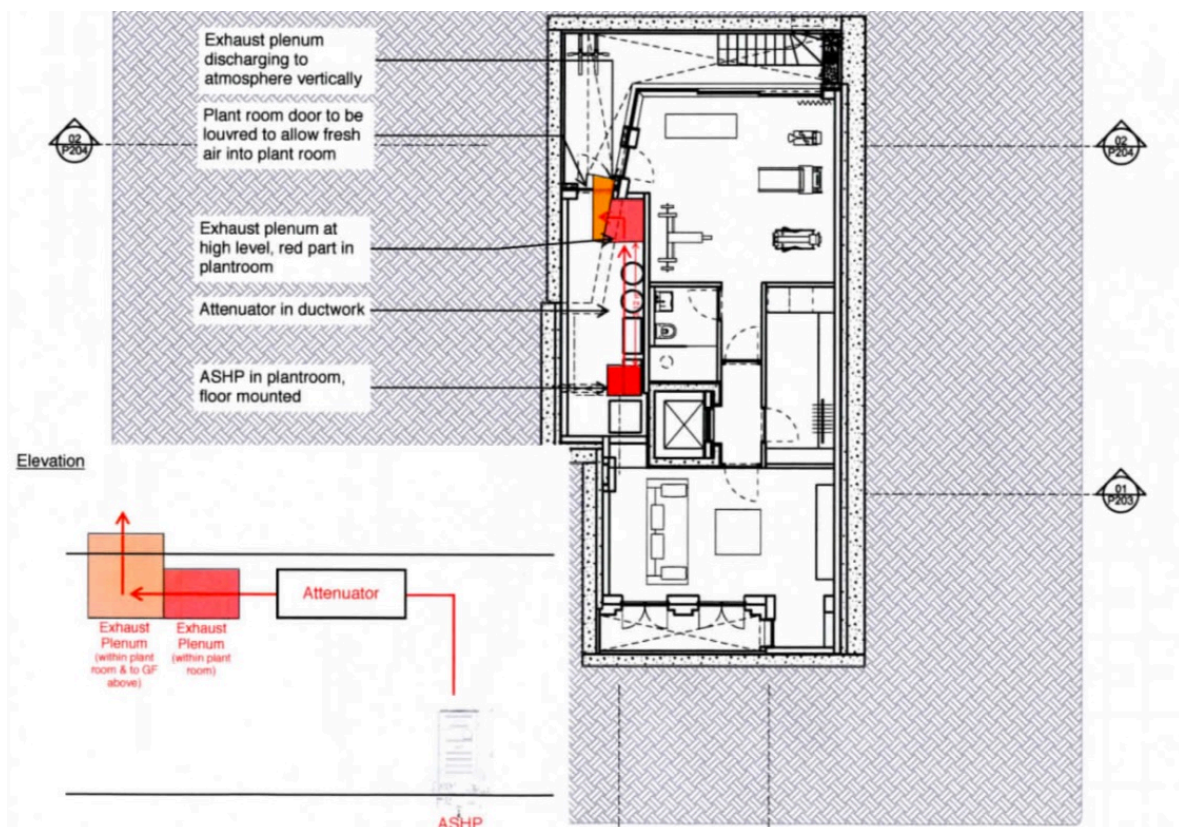 Exhaust plenum
discharging to
atmosphere vertically
Plant room door to be
louvred to allow fresh
air into plant room
02
P204
02
P204
Exhaust plenum at
high level, red part in
plantroom
Attenuator in ductwork
ASHP in plantroom,
floor mounted
Elevation
01
P203
Attenuator
Exhaust
Plenum
(within plant
room & to GF
above)
Exhaust
Plenum
(within plant
room)
ASHP